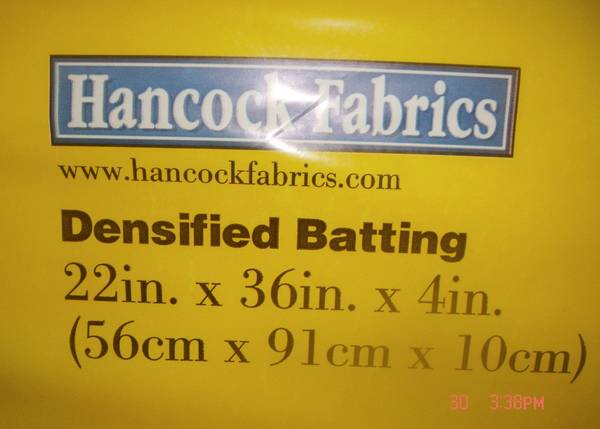 Hancock Fabrics
www.hancockfabrics.com
Densified Batting
22in. x 36in. x 4in.
(56cm x 91cm x 10cm)
30 3:38PM